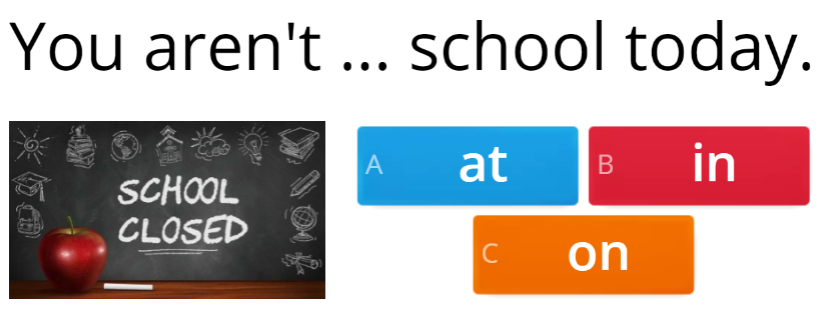 You aren't ... school today.
SCHOOL
CLOSED
A at
B in
C on